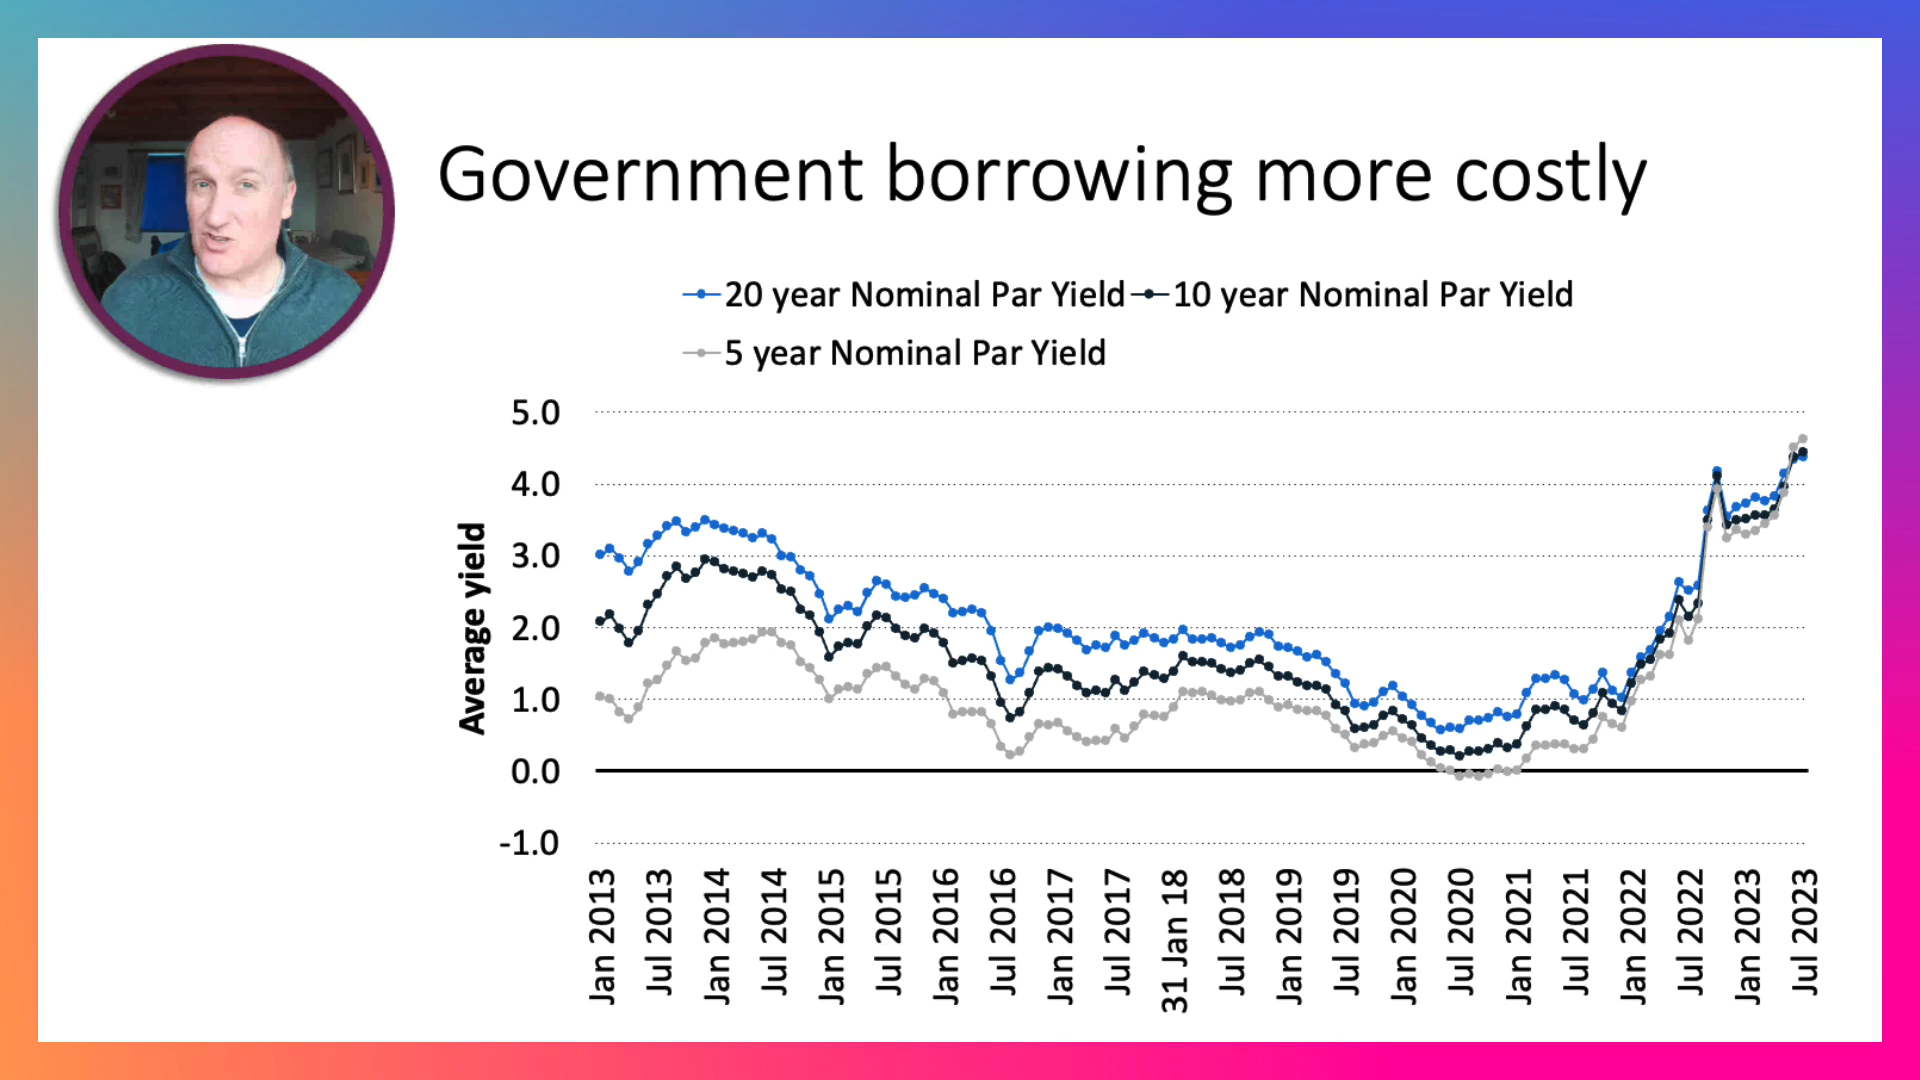 Government borrowing more costly
20 year Nominal Par Yield
10 year Nominal Par Yield
5 year Nominal Par Yield
Average yield
5.0
4.0
3.0
2.0
1.0
0.0
-1.0
Jan 2013
Jul 2013
Jan 2014
Jul 2014
Jan 2015
Jul 2015
Jan 2016
Jul 2016
Jan 2017
Jul 2017
31 Jan 18
Jul 2018
Jan 2019
Jul 2019
Jan 2020
Jul 2020
Jan 2021
Jul 2021
Jan 2022
Jul 2022
Jan 2023
Jul 2023